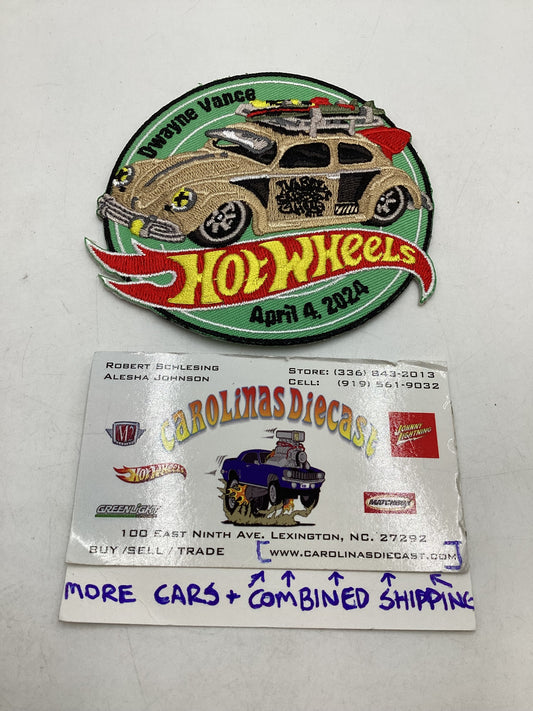 Dwayne Vance
HOT WHEELS
April 4, 2024
ROBERT SCHLESING
ALESHA JOHNSON
STORE: (336) 843-2013
CELL: (919) 561-9032
CAROLINAS DIECAST
M2
JOHNNY LIGHTNING
HOT WHEELS
GREENLIGHT
MATCHBOX
100 EAST NINTH AVE. LEXINGTON, NC. 27292
BUY /SELL / TRADE
WWW.CAROLINASDIECAST.COM
MORE CARS + COMBINED SHIPPING